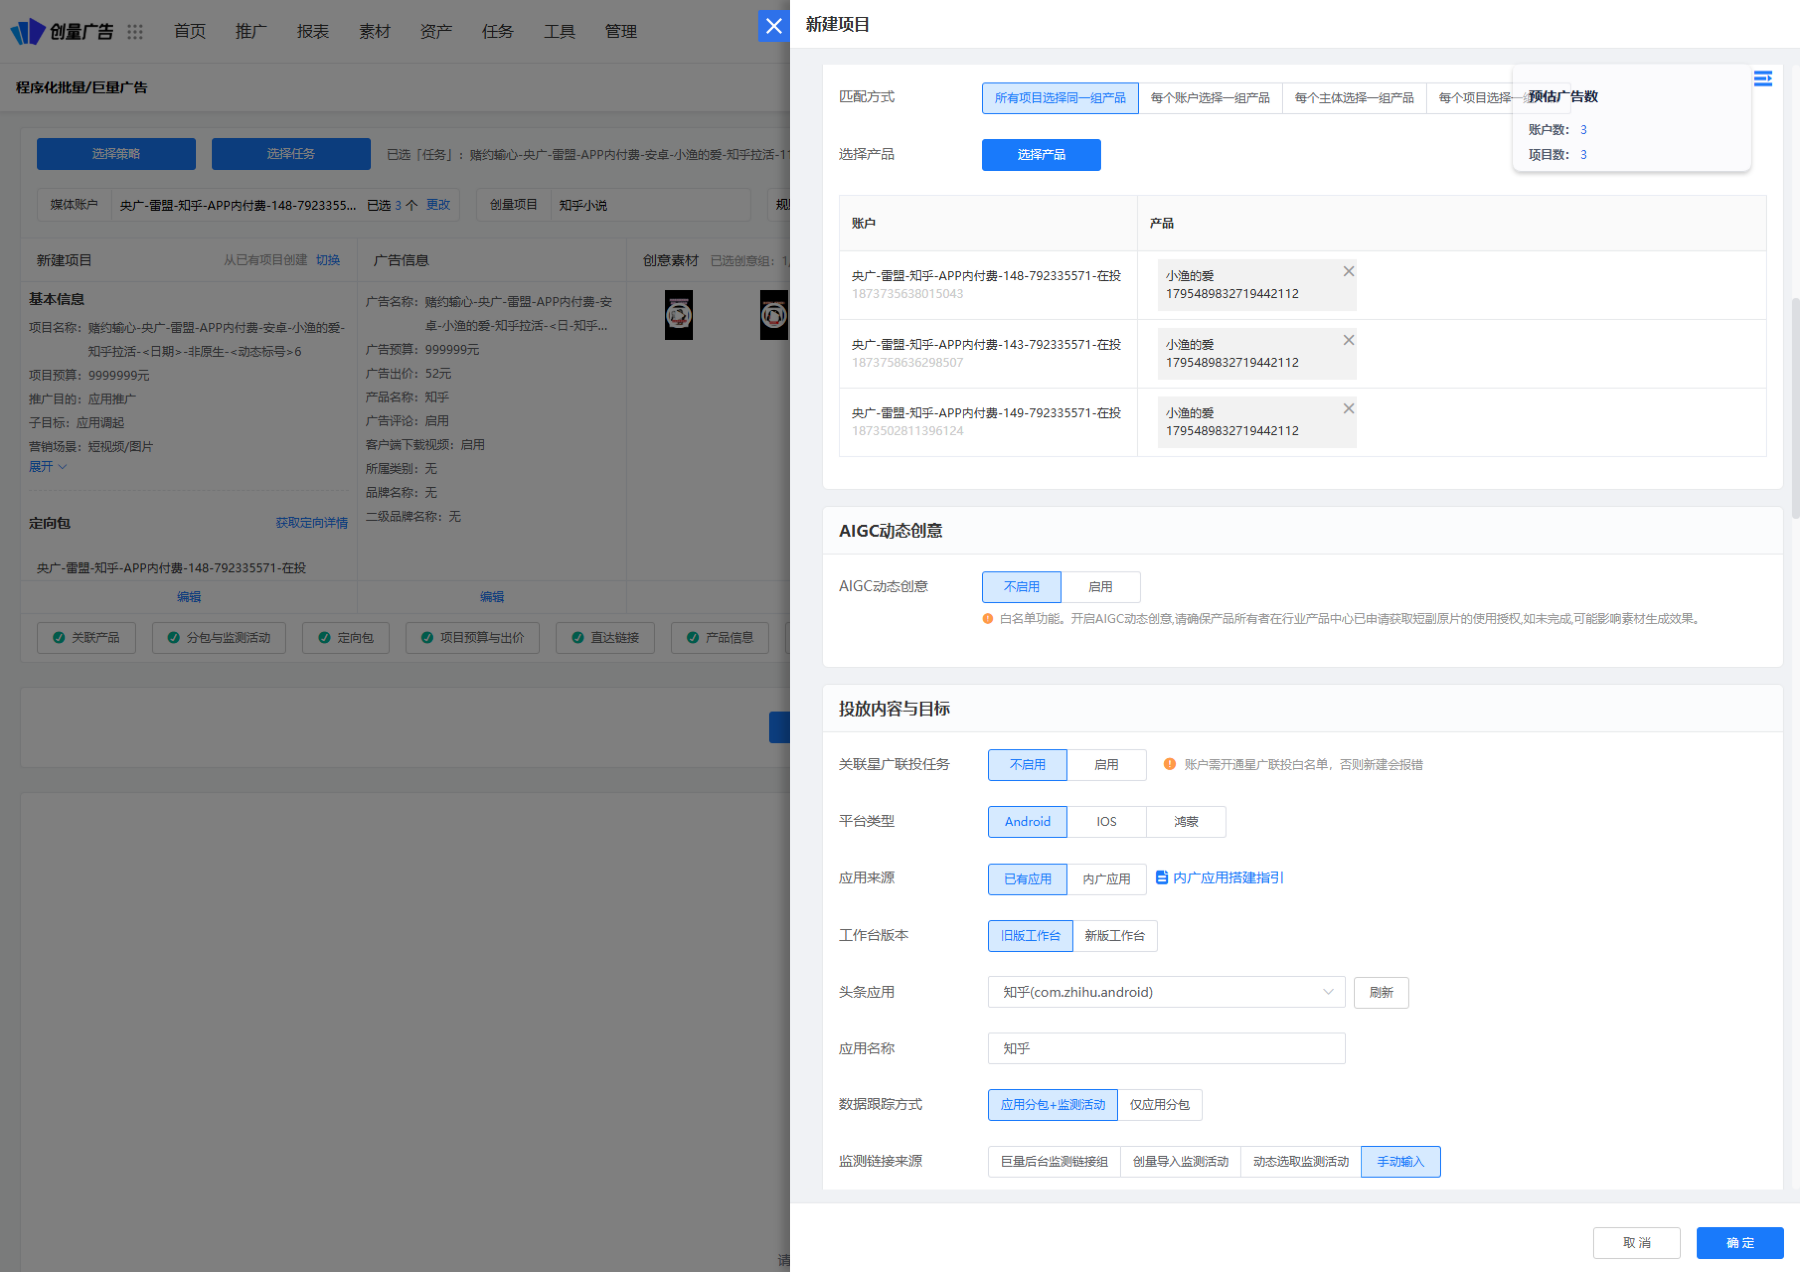 创量广告
首页 推广 报表 素材 资产 任务 工具 管理
程序化批量/巨量广告
选择策略 选择任务 已选「任务」: 赌约输心-央广-雷盟-APP内付费-安卓-小渔的爱-知乎拉活-1
媒体账户 央广-雷盟-知乎-APP内付费-148-7923355... 已选 3 个 更改 创量项目 知乎小说
新建项目 从已有项目创建 切换 广告信息 创意素材 已选创意组:
基本信息
项目名称: 赌约输心-央广-雷盟-APP内付费-安卓-小渔的爱-
知乎拉活-<日期>-非原生-<动态标号>6
项目预算: 9999999元
推广目的: 应用推广
子目标: 应用调起
营销场景: 短视频/图片
展开
定向包 获取定向详情
央广-雷盟-知乎-APP内付费-148-792335571-在投
编辑
广告名称: 赌约输心-央广-雷盟-APP内付费-安
卓-小渔的爱-知乎拉活-<日-知乎...
广告预算: 999999元
广告出价: 52元
产品名称: 知乎
广告评论: 启用
客户端下载视频: 启用
所属类别: 无
品牌名称: 无
二级品牌名称: 无
编辑
关联产品 分包与监测活动 定向包 项目预算与出价 直达链接 产品信息
请
新建项目
匹配方式 所有项目选择同一组产品 每个账户选择一组产品 每个主体选择一组产品 每个项目选择一
预估广告数
账户数: 3
项目数: 3
选择产品 选择产品
账户 产品
央广-雷盟-知乎-APP内付费-148-792335571-在投
1873735638015043
小渔的爱
1795489832719442112
央广-雷盟-知乎-APP内付费-143-792335571-在投
1873758636298507
小渔的爱
1795489832719442112
央广-雷盟-知乎-APP内付费-149-792335571-在投
1873502811396124
小渔的爱
1795489832719442112
AIGC动态创意
AIGC动态创意 不启用 启用
白名单功能。开启AIGC动态创意,请确保产品所有者在行业产品中心已申请获取短副原片的使用授权,如未完成,可能影响素材生成效果。
投放内容与目标
关联星广联投任务 不启用 启用 账户需开通星广联投白名单，否则新建会报错
平台类型 Android IOS 鸿蒙
应用来源 已有应用 内广应用 内广应用搭建指引
工作台版本 旧版工作台 新版工作台
头条应用 知乎(com.zhihu.android) 刷新
应用名称 知乎
数据跟踪方式 应用分包+监测活动 仅应用分包
监测链接来源 巨量后台监测链接组 创量导入监测活动 动态选取监测活动 手动输入
取消 确定